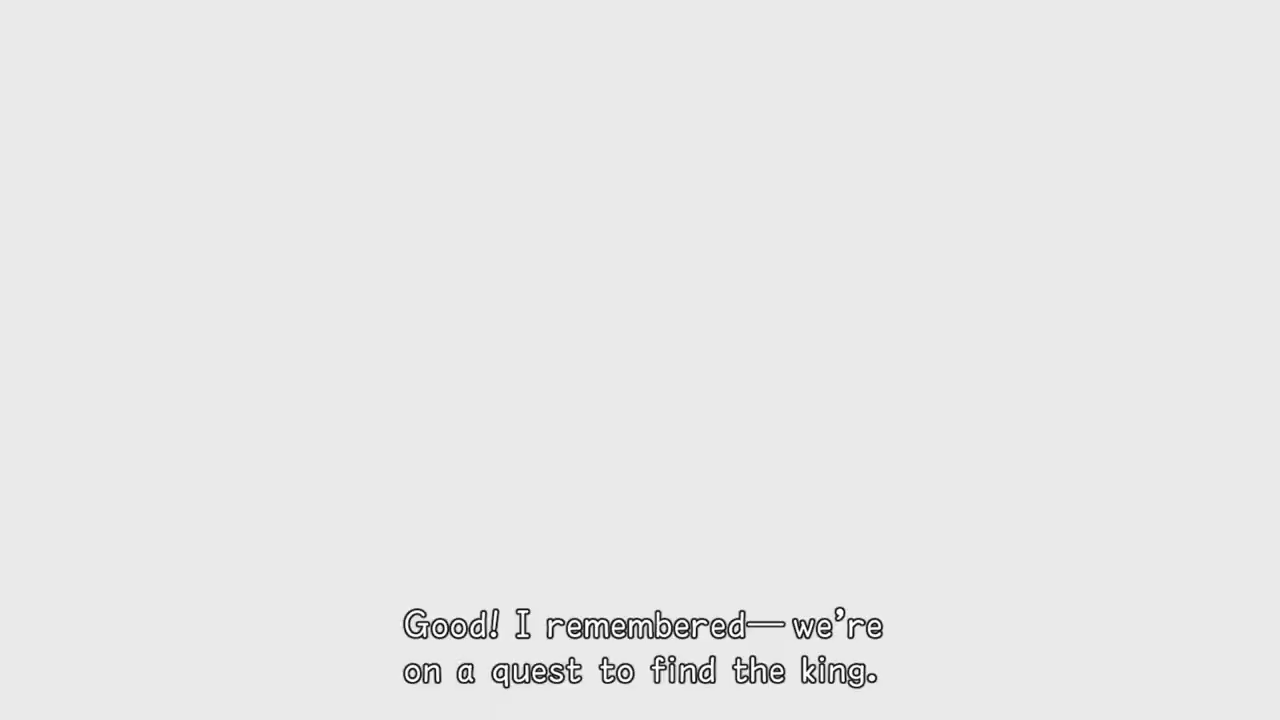 Good! I remembered—we’re
on a quest to find the king.